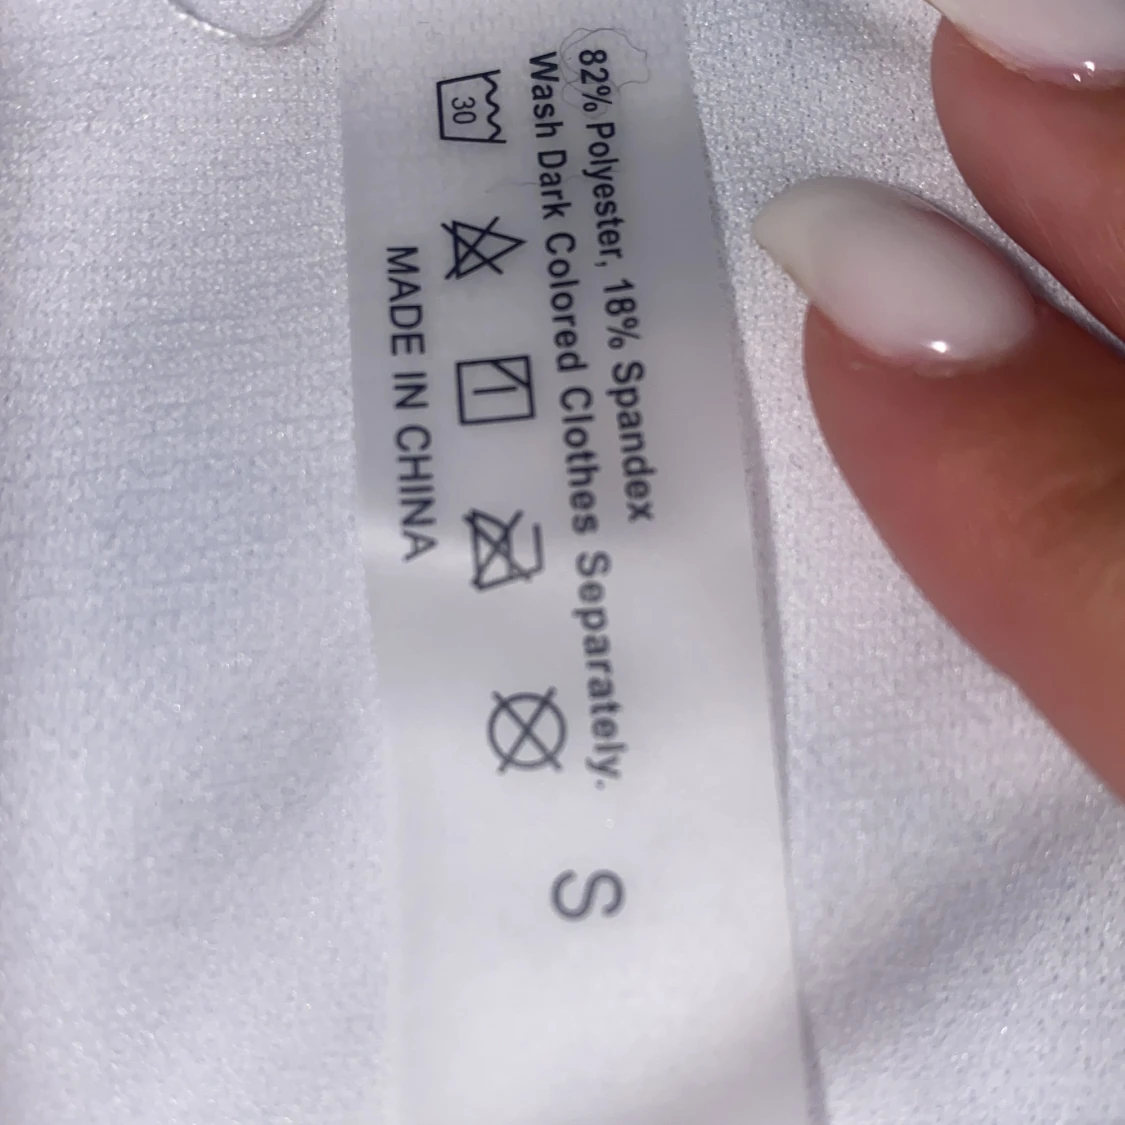 82% Polyester, 18% Spandex
Wash Dark Colored Clothes Separately.
30
MADE IN CHINA
S